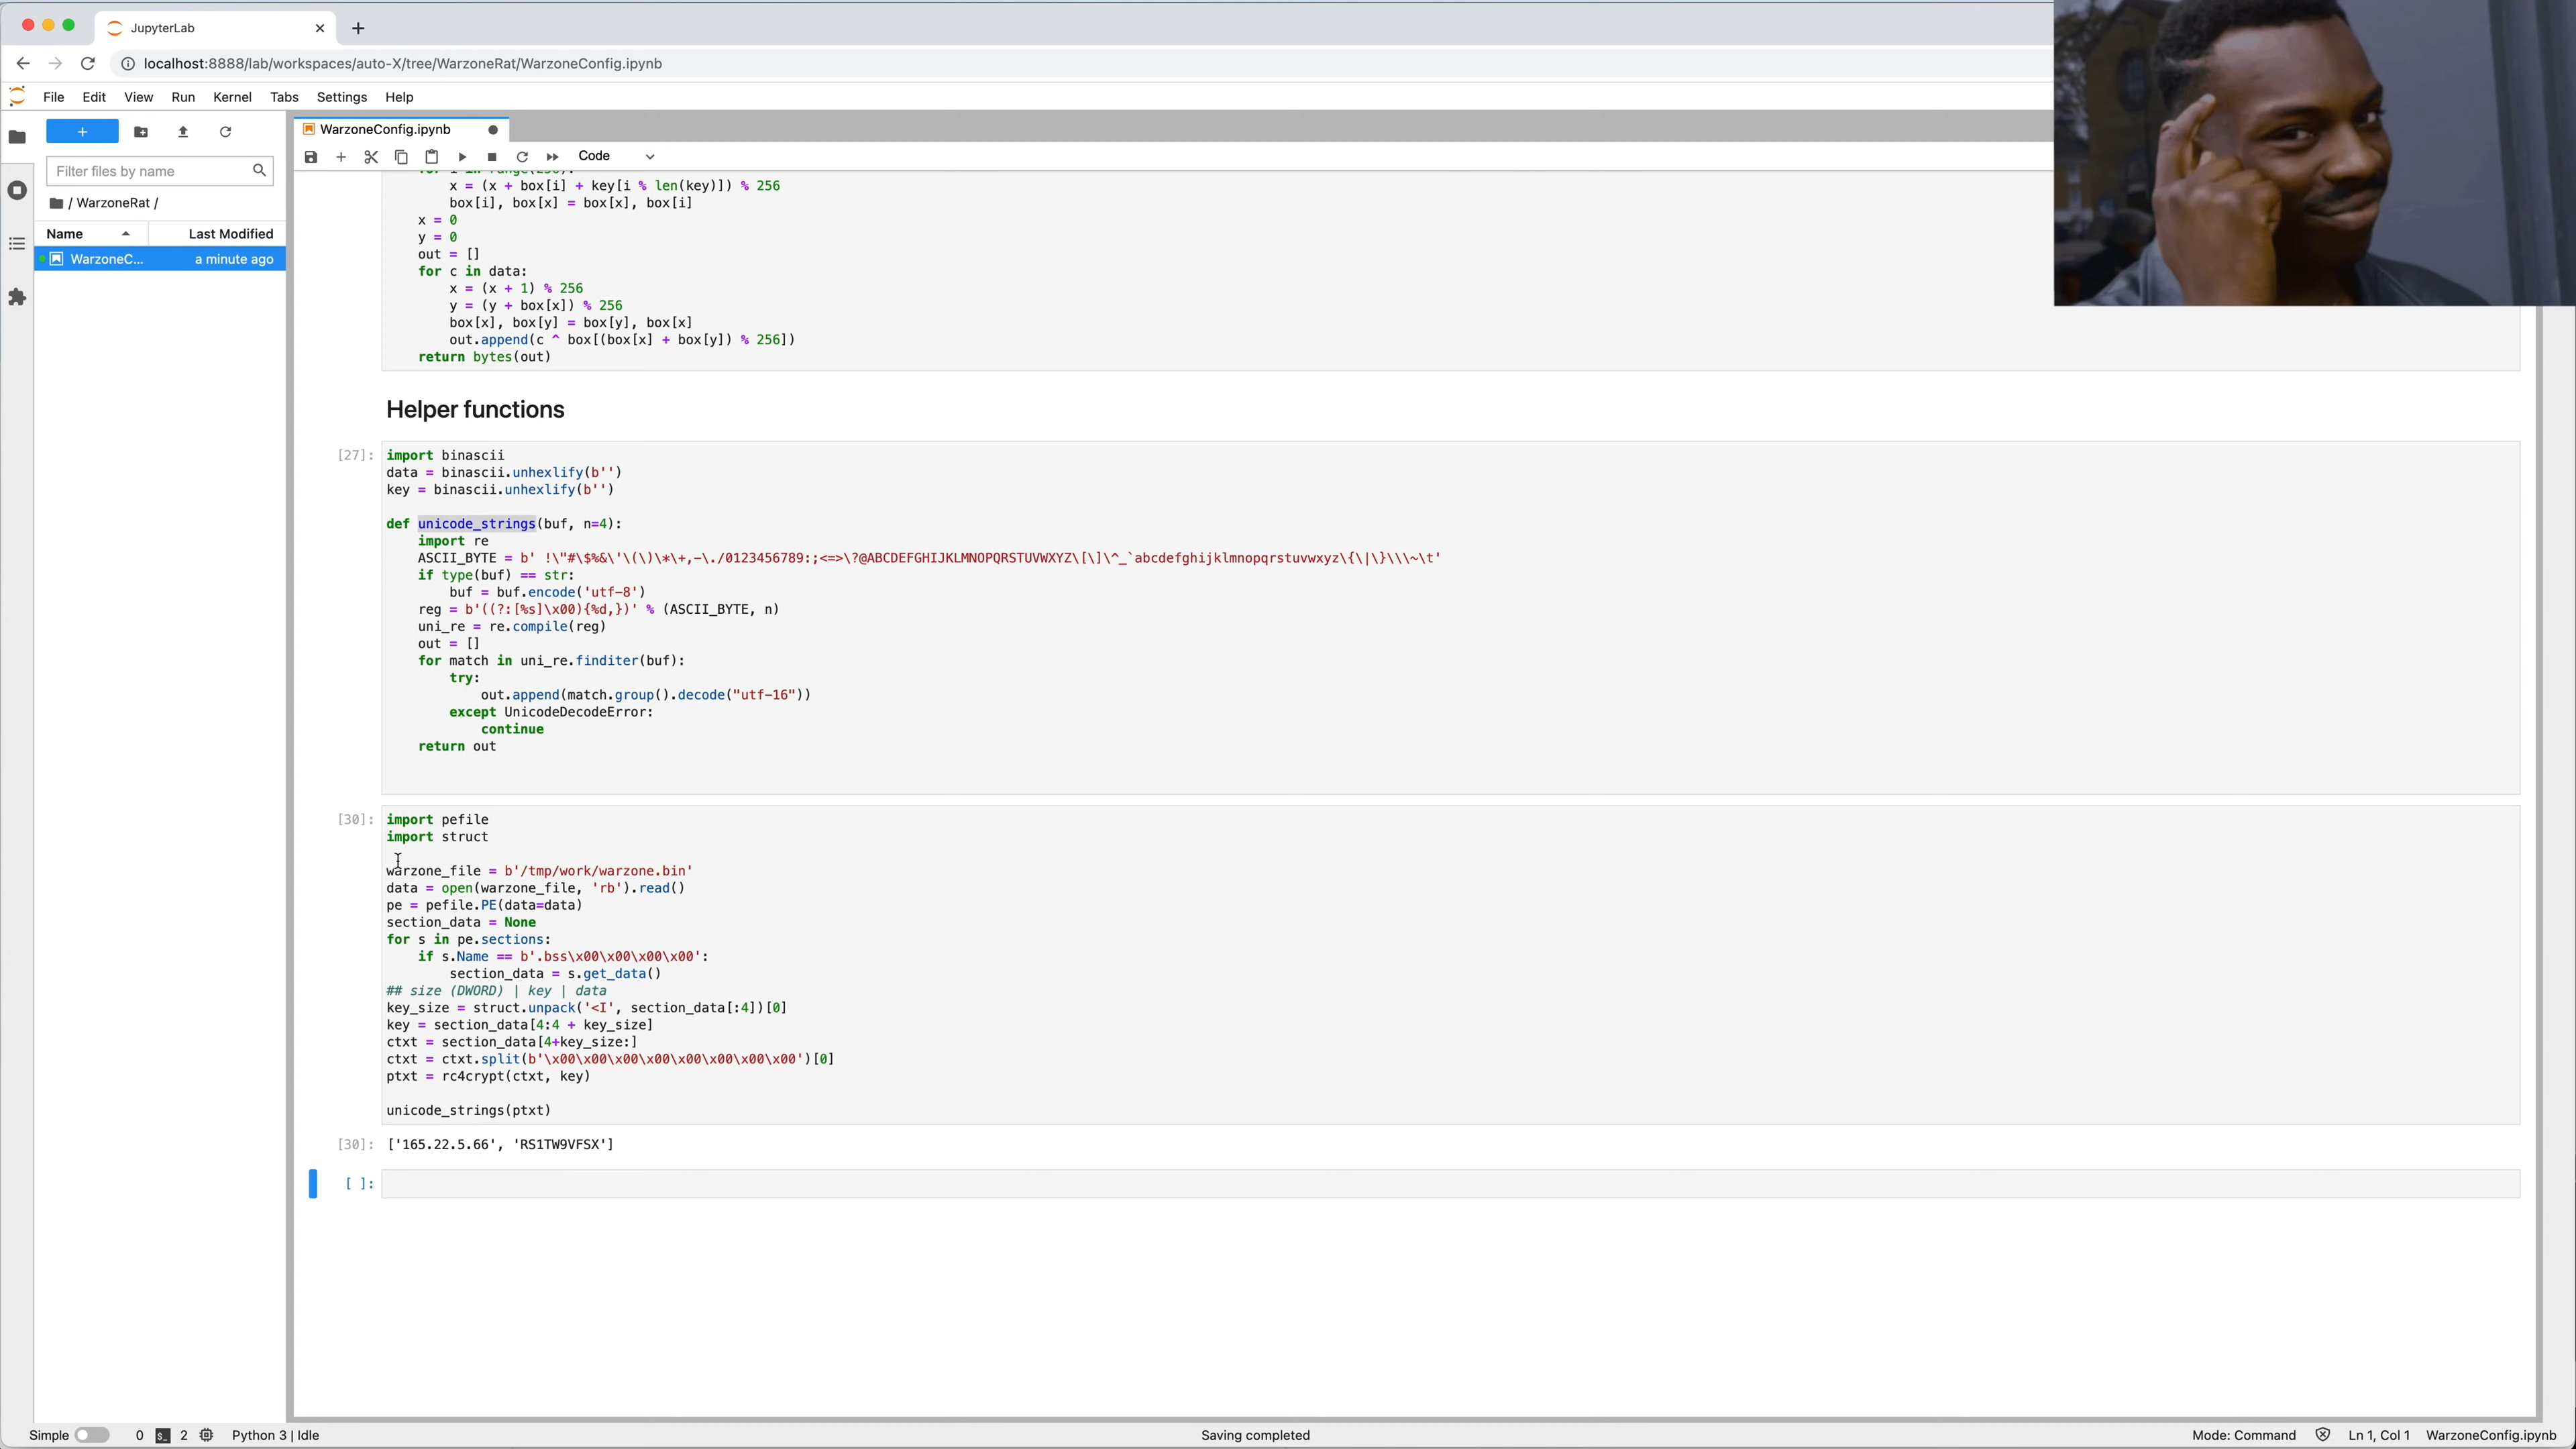 JupyterLab
localhost:8888/lab/workspaces/auto-X/tree/WarzoneRat/WarzoneConfig.ipynb
File Edit View Run Kernel Tabs Settings Help
Filter files by name
/ WarzoneRat /
Name Last Modified
WarzoneC... a minute ago
WarzoneConfig.ipynb
Code
for i in range(256):
x = (x + box[i] + key[i % len(key)]) % 256
box[i], box[x] = box[x], box[i]
x = 0
y = 0
out = []
for c in data:
x = (x + 1) % 256
y = (y + box[x]) % 256
box[x], box[y] = box[y], box[x]
out.append(c ^ box[(box[x] + box[y]) % 256])
return bytes(out)
Helper functions
[27]: import binascii
data = binascii.unhexlify(b'')
key = binascii.unhexlify(b'')
def unicode_strings(buf, n=4):
import re
ASCII_BYTE = b' !\"#\$%&\'\(\)\*\+,-\./0123456789:;<=>\?@ABCDEFGHIJKLMNOPQRSTUVWXYZ\[\]\^_`abcdefghijklmnopqrstuvwxyz\{\|\}\\\~\t'
if type(buf) == str:
buf = buf.encode('utf-8')
reg = b'((?:[%s]\x00){%d,})' % (ASCII_BYTE, n)
uni_re = re.compile(reg)
out = []
for match in uni_re.finditer(buf):
try:
out.append(match.group().decode("utf-16"))
except UnicodeDecodeError:
continue
return out
[30]: import pefile
import struct
warzone_file = b'/tmp/work/warzone.bin'
data = open(warzone_file, 'rb').read()
pe = pefile.PE(data=data)
section_data = None
for s in pe.sections:
if s.Name == b'.bss\x00\x00\x00\x00':
section_data = s.get_data()
## size (DWORD) | key | data
key_size = struct.unpack('<I', section_data[:4])[0]
key = section_data[4:4 + key_size]
ctxt = section_data[4+key_size:]
ctxt = ctxt.split(b'\x00\x00\x00\x00\x00\x00\x00\x00')[0]
ptxt = rc4crypt(ctxt, key)
unicode_strings(ptxt)
[30]: ['165.22.5.66', 'RS1TW9VFSX']
[ ]:
Simple 0 2 Python 3 | Idle Saving completed Mode: Command Ln 1, Col 1 WarzoneConfig.ipynb